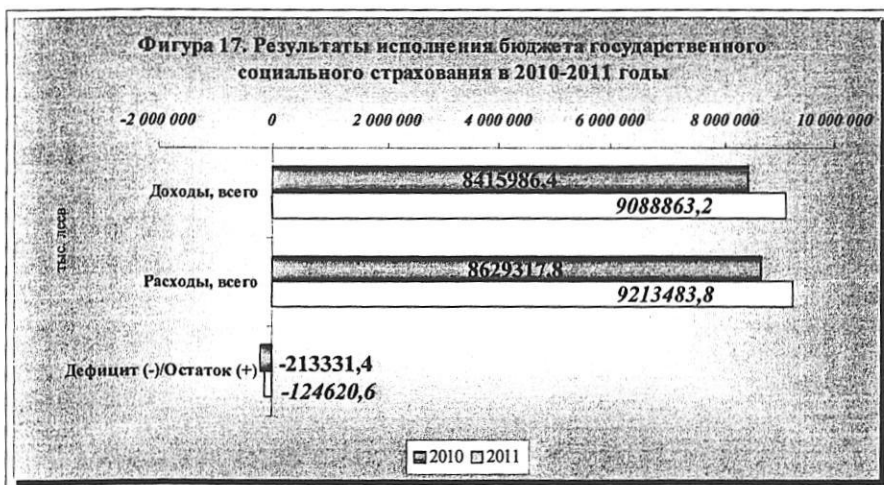 Фигура 17. Результаты исполнения бюджета государственного
социального страхования в 2010-2011 годы
-2 000 000 0 2 000 000 4 000 000 6 000 000 8 000 000 10 000 000
тыс. леев
Доходы, всего
8415986,4
9088863,2
Расходы, всего
8629317,8
9213483,8
Дефицит (-)/Остаток (+)
-213331,4
-124620,6
2010 2011